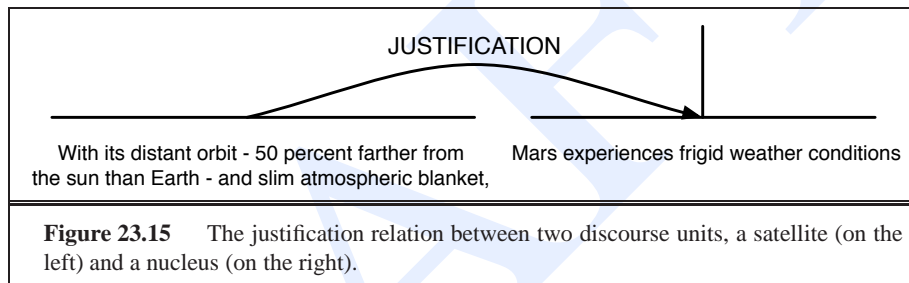 JUSTIFICATION
With its distant orbit - 50 percent farther from
the sun than Earth - and slim atmospheric blanket,
Mars experiences frigid weather conditions
Figure 23.15 The justification relation between two discourse units, a satellite (on the
left) and a nucleus (on the right).